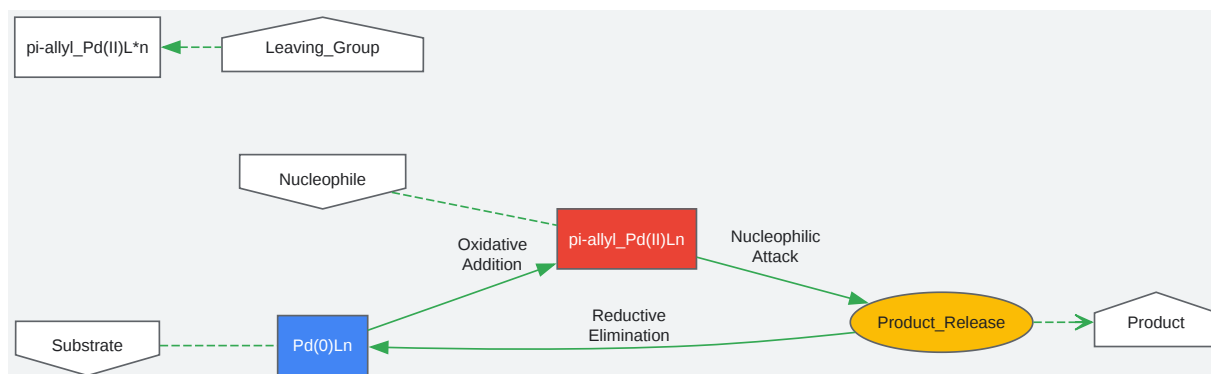 pi-allyl_Pd(II)L*n
Leaving_Group
Nucleophile
pi-allyl_Pd(II)Ln
Nucleophilic
Attack
Oxidative
Addition
Reductive
Elimination
Product_Release
Product
Substrate
Pd(0)Ln